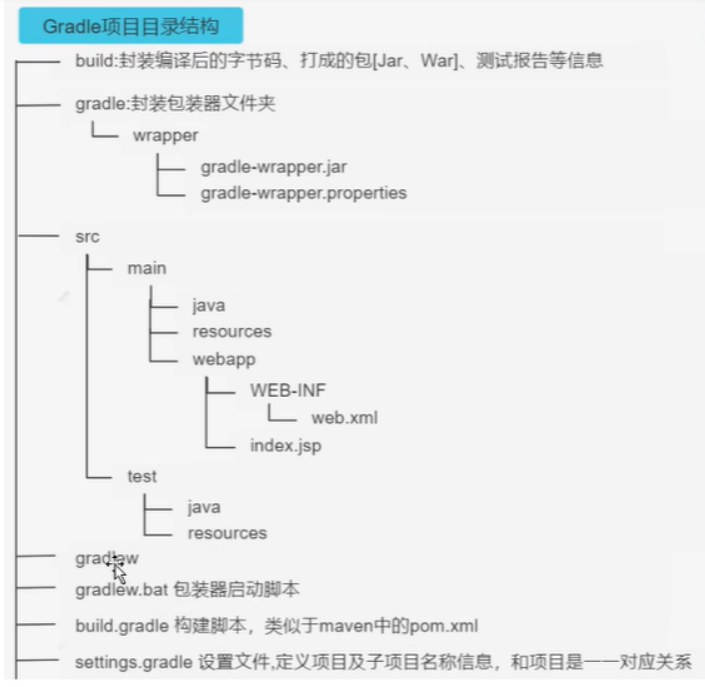 Gradle项目目录结构
build:封装编译后的字节码、打成的包[Jar、War]、测试报告等信息
gradle:封装包装器文件夹
wrapper
gradle-wrapper.jar
gradle-wrapper.properties
src
main
java
resources
webapp
WEB-INF
web.xml
index.jsp
test
java
resources
gradlew
gradlew.bat 包装器启动脚本
build.gradle 构建脚本，类似于maven中的pom.xml
settings.gradle 设置文件,定义项目及子项目名称信息，和项目是一一对应关系